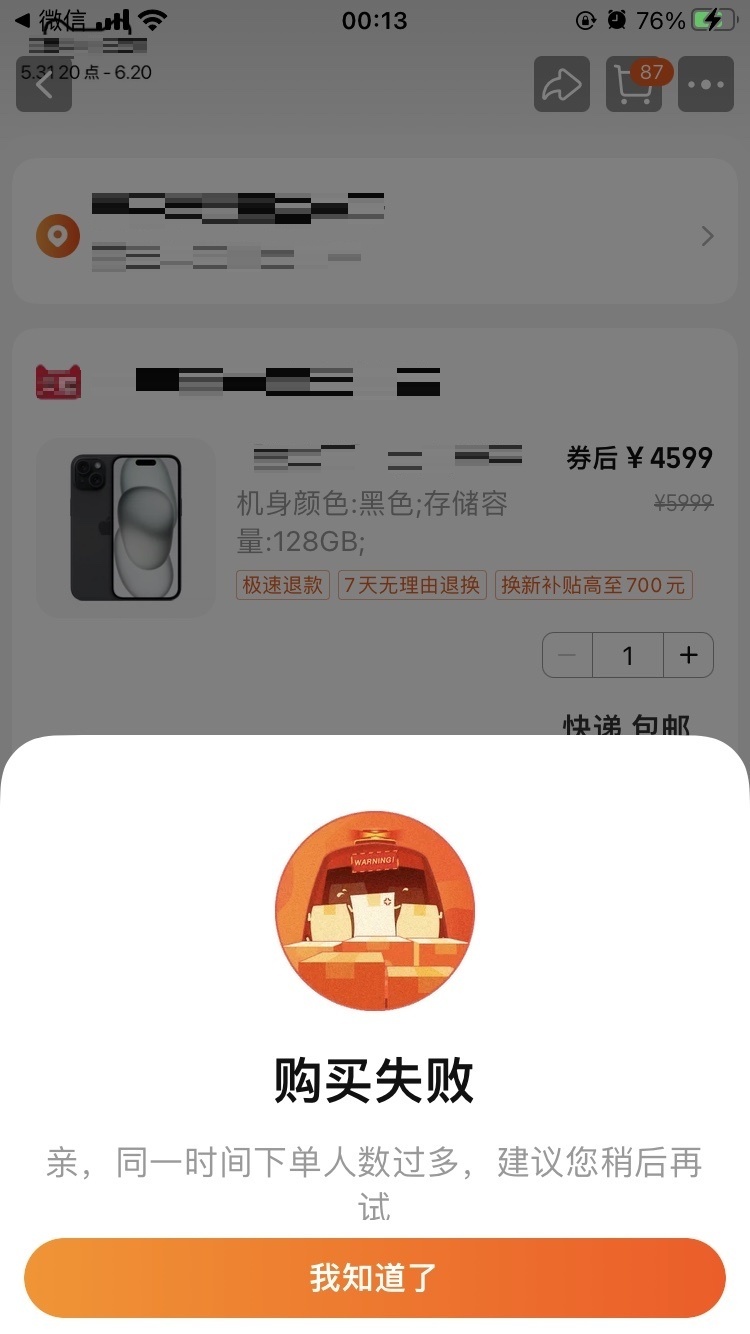 微信
00:13
76%
5.31 20点-6.20
87
券后¥4599
机身颜色:黑色;存储容
¥5999
量:128GB;
极速退款 7天无理由退换 换新补贴高至700元
1
快递 包邮
WARNING!
购买失败
亲，同一时间下单人数过多，建议您稍后再
试
我知道了